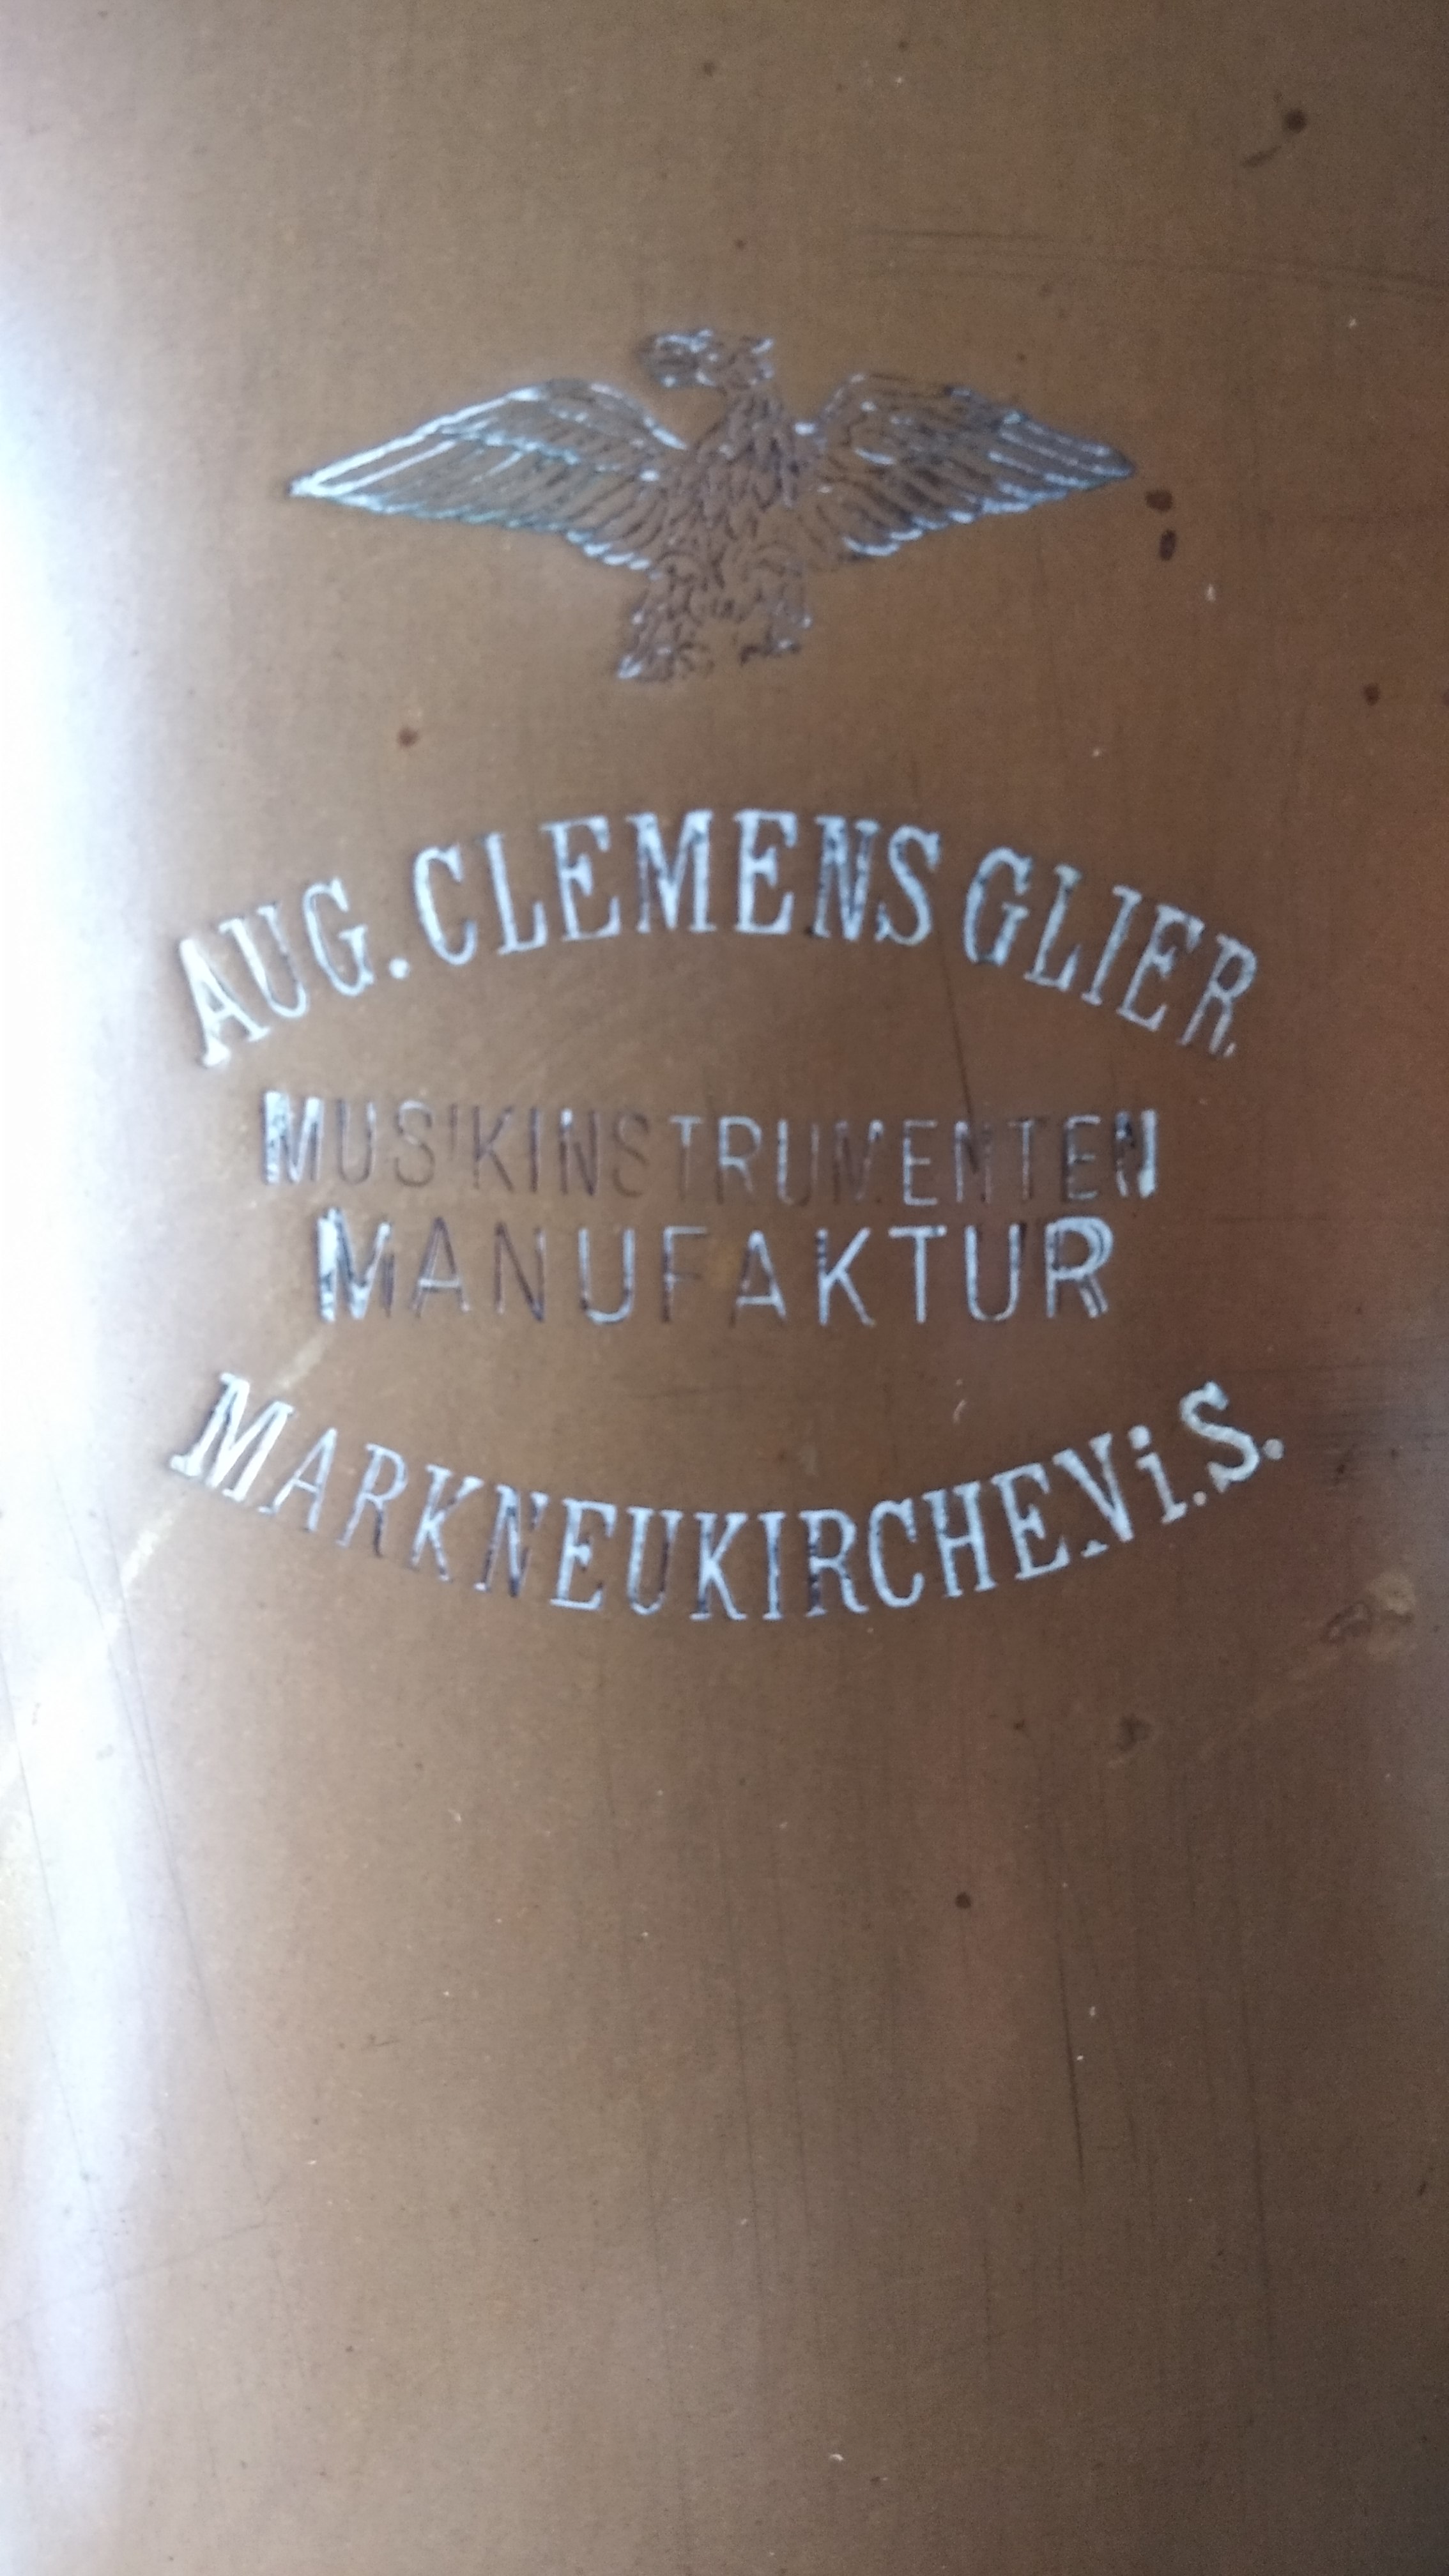 AUG. CLEMENS GLIER
MUSIKINSTRUMENTEN
MANUFAKTUR
MARKNEUKIRCHEN i. S.